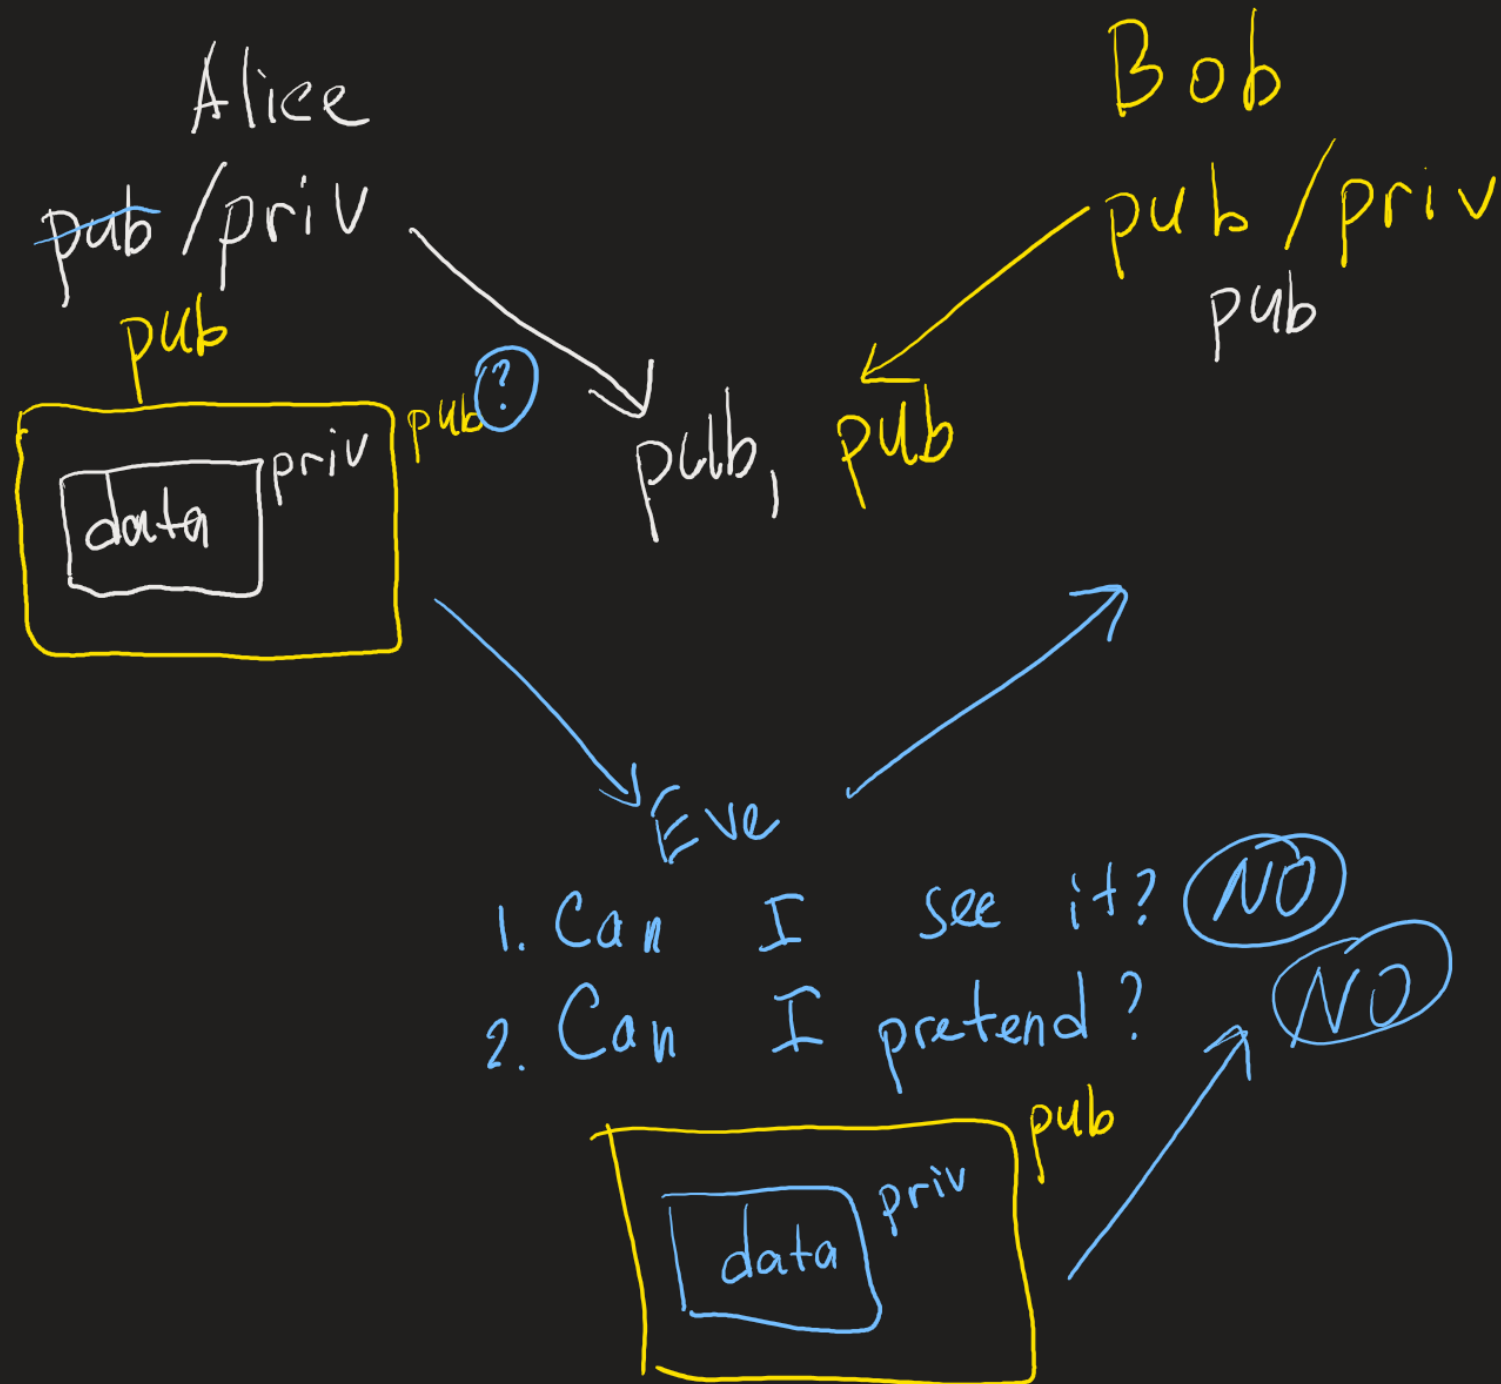 Alice
Bob
pub/priv
pub/priv
pub
pub
pub?
pub, pub
priv
data
Eve
1. Can I see it? NO
2. Can I pretend? NO
pub
priv
data